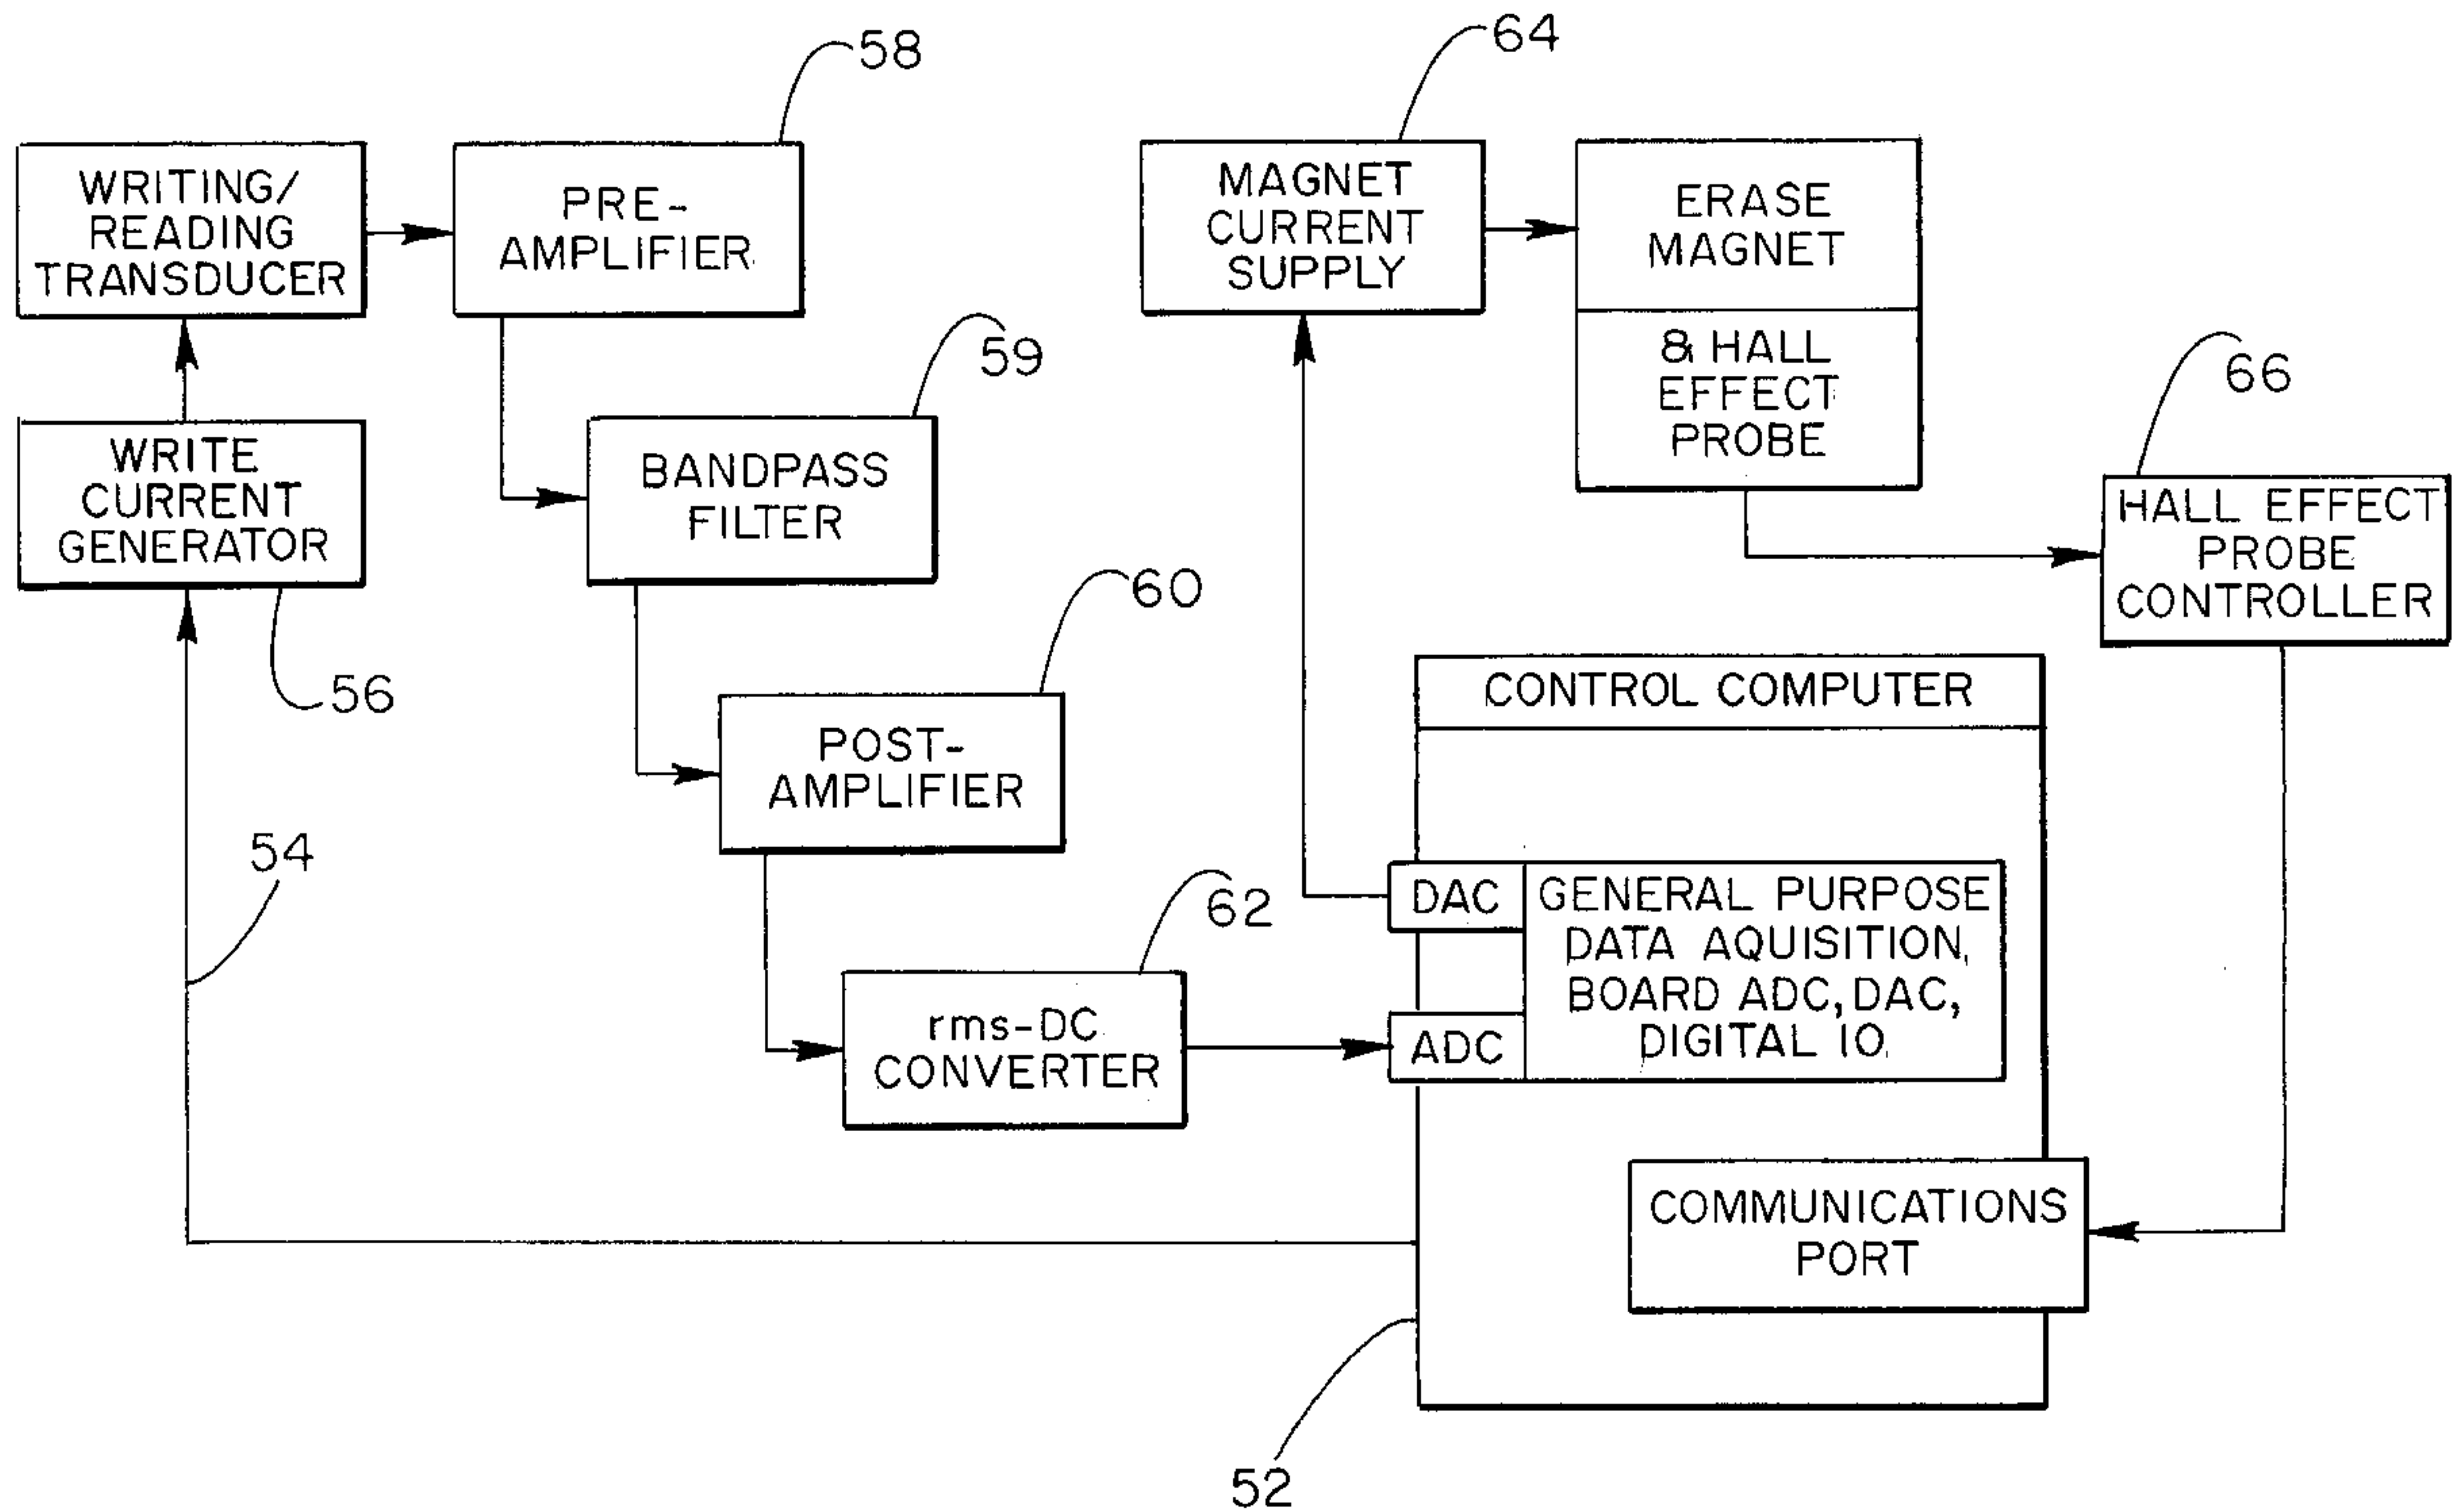 58
64
WRITING/
READING
TRANSDUCER
PRE-
AMPLIFIER
MAGNET
CURRENT
SUPPLY
ERASE
MAGNET
& HALL
EFFECT
PROBE
59
66
WRITE
CURRENT
GENERATOR
BANDPASS
FILTER
HALL EFFECT
PROBE
CONTROLLER
56
60
CONTROL COMPUTER
POST-
AMPLIFIER
54
62
DAC
GENERAL PURPOSE
DATA AQUISITION,
BOARD ADC, DAC,
DIGITAL IO
ADC
rms-DC
CONVERTER
COMMUNICATIONS
PORT
52